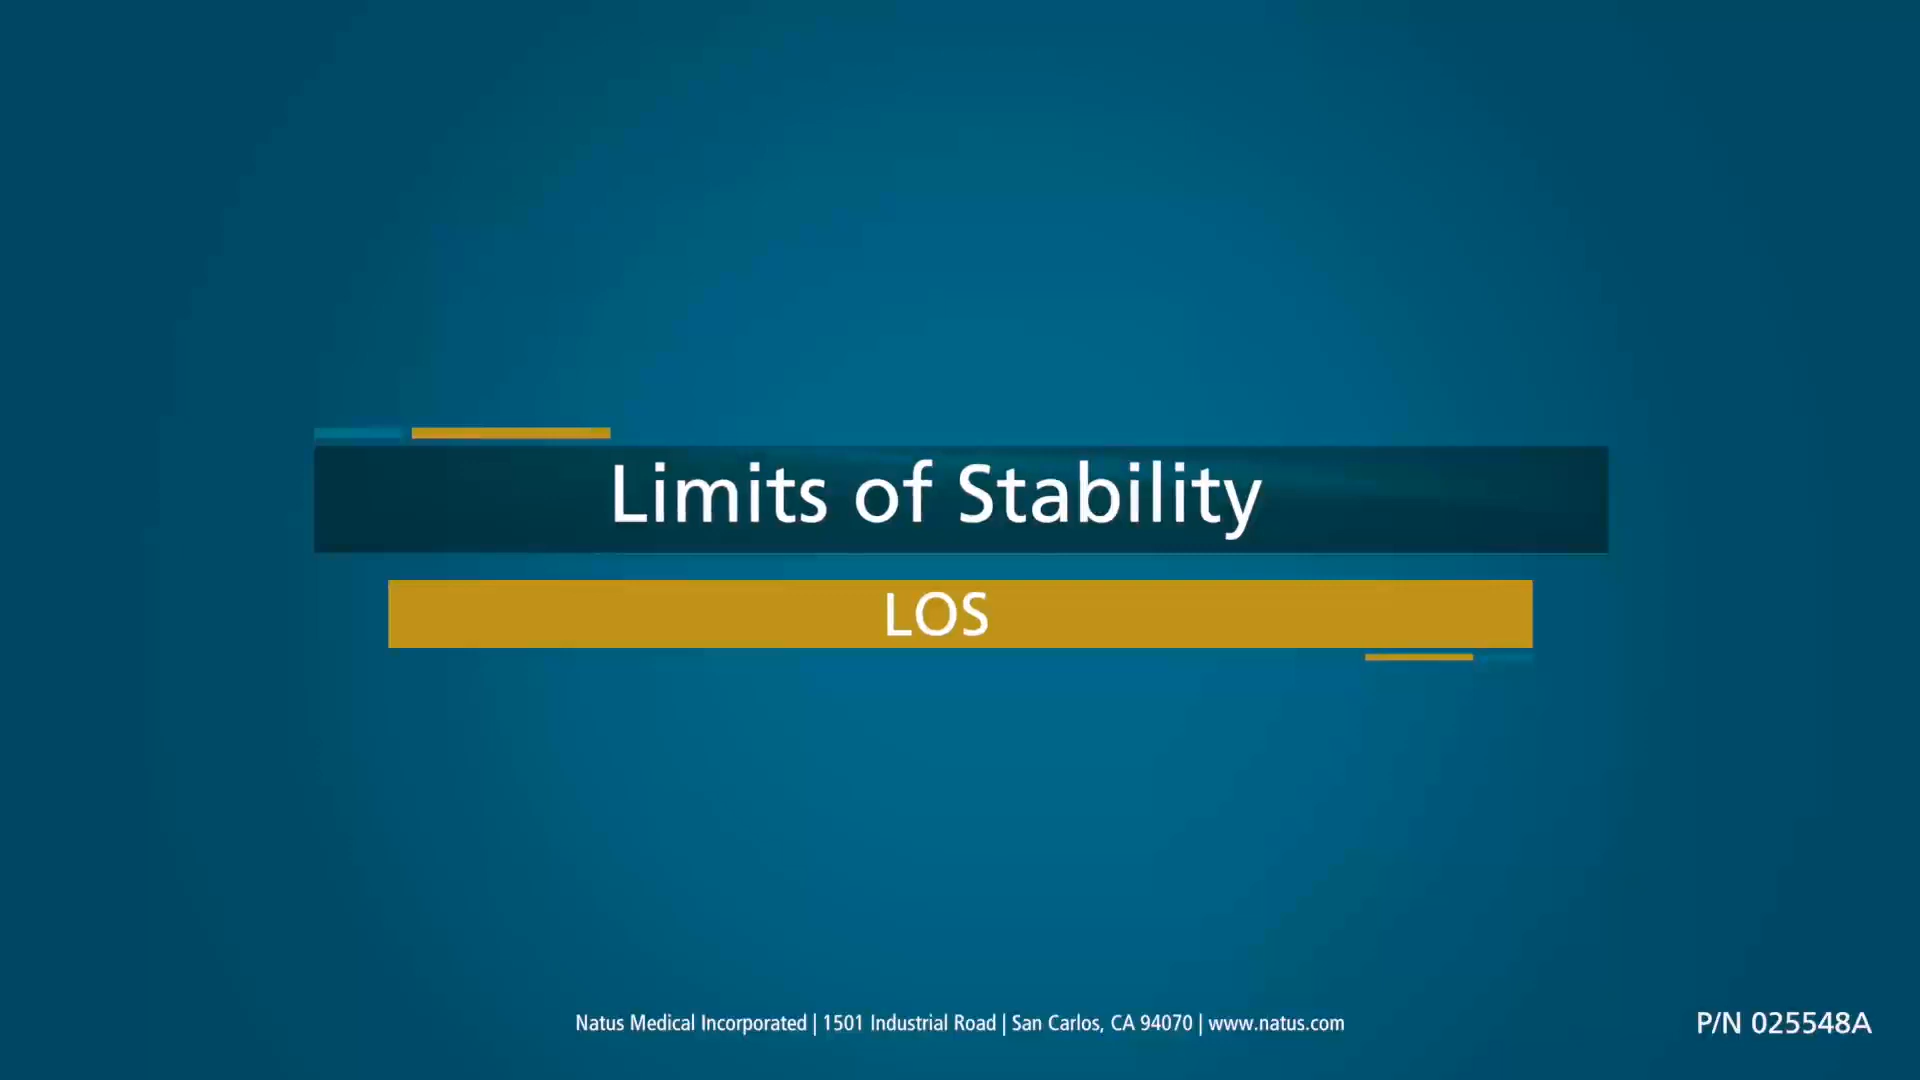 Limits of Stability
LOS
Natus Medical Incorporated | 1501 Industrial Road | San Carlos, CA 94070 | www.natus.com
P/N 025548A